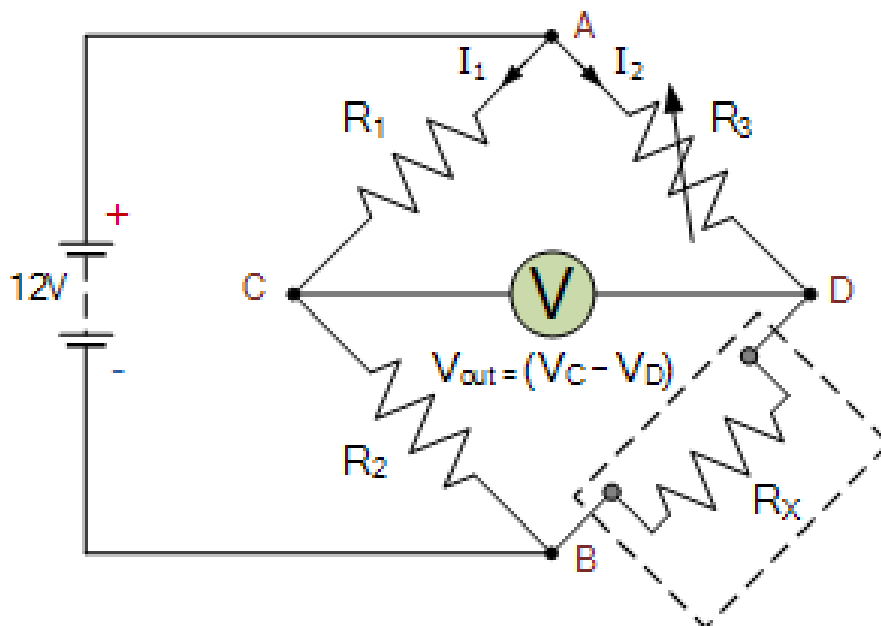 A
I₁ I₂
R₁ R₃
+
12V
C V D
-
Vout = (VC – VD)
R₂
RX
B